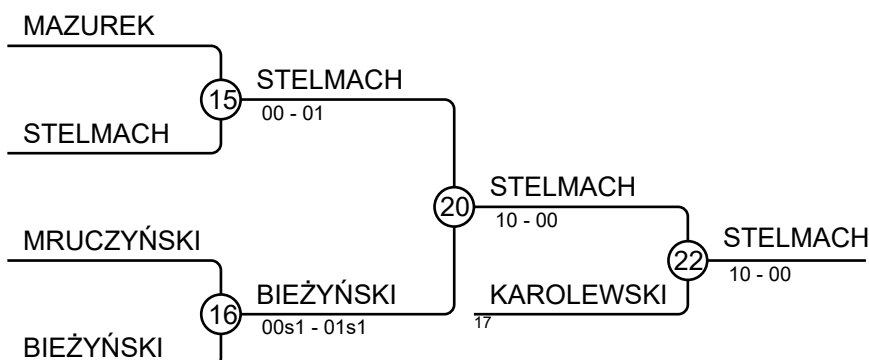 MAZUREK
STELMACH
15
00 - 01
STELMACH
20
STELMACH
10 - 00
MRUCZYŃSKI
STELMACH
22
10 - 00
BIEŻYŃSKI
KAROLEWSKI
17
16
00s1 - 01s1
BIEŻYŃSKI